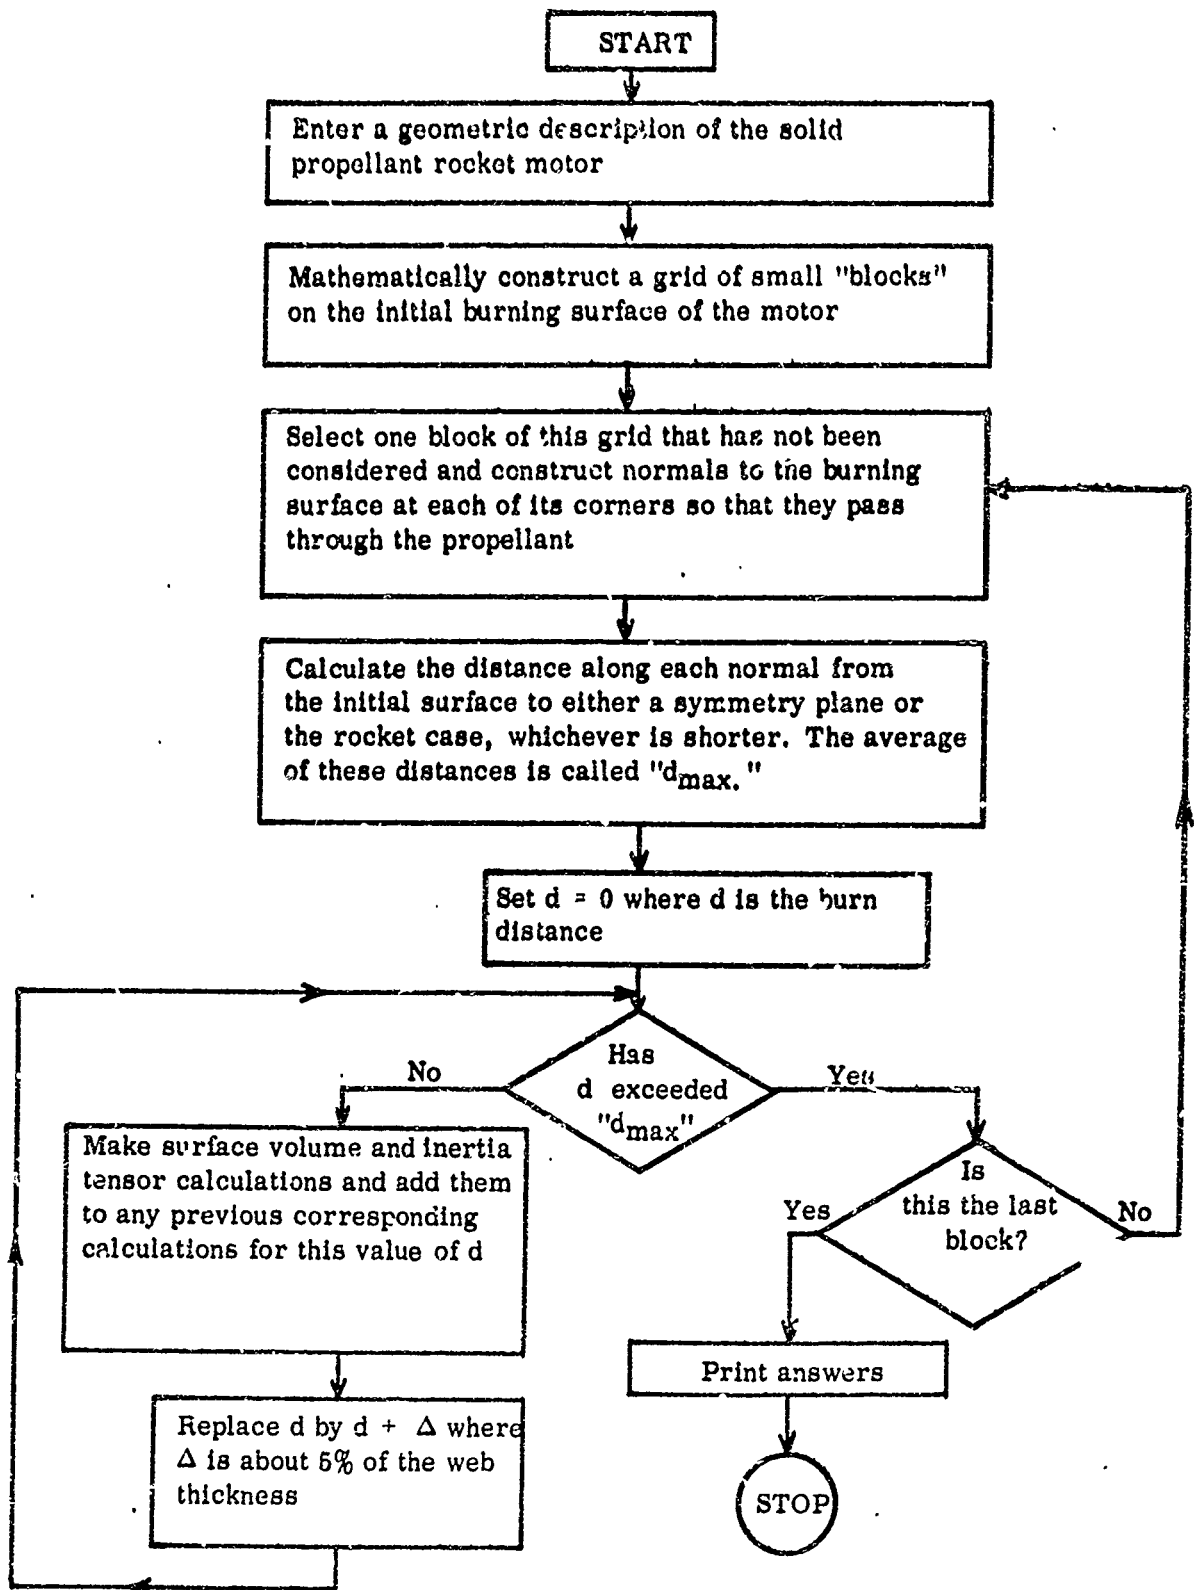 START
Enter a geometric description of the solid
propellant rocket motor
Mathematically construct a grid of small "blocks"
on the initial burning surface of the motor
Select one block of this grid that has not been
considered and construct normals to the burning
surface at each of its corners so that they pass
through the propellant
Calculate the distance along each normal from
the initial surface to either a symmetry plane or
the rocket case, whichever is shorter. The average
of these distances is called "dmax."
Set d = 0 where d is the burn
distance
Has
d exceeded
"dmax"
No
Yes
Make surface volume and inertia
tensor calculations and add them
to any previous corresponding
calculations for this value of d
Is
this the last
block?
Yes
No
Print answers
Replace d by d + Δ where
Δ is about 5% of the web
thickness
STOP